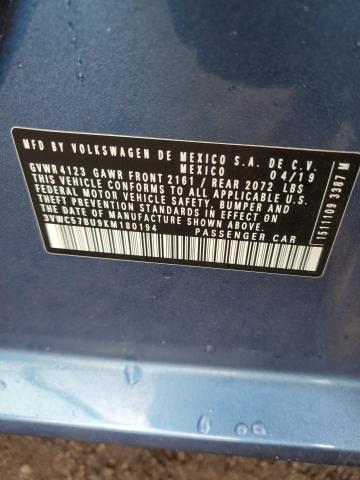 MFD BY VOLKSWAGEN DE MEXICO S.A. DE C.V.
MEXICO 04/19
GVWR 4123 GAWR FRONT 2161 / REAR 2072 LBS
THIS VEHICLE CONFORMS TO ALL APPLICABLE U.S.
FEDERAL MOTOR VEHICLE SAFETY, BUMPER AND
THEFT PREVENTION STANDARDS IN EFFECT ON THE
DATE OF MANUFACTURE SHOWN ABOVE.
3VWC57BU9KM180194 PASSENGER CAR
1511109 3387 M